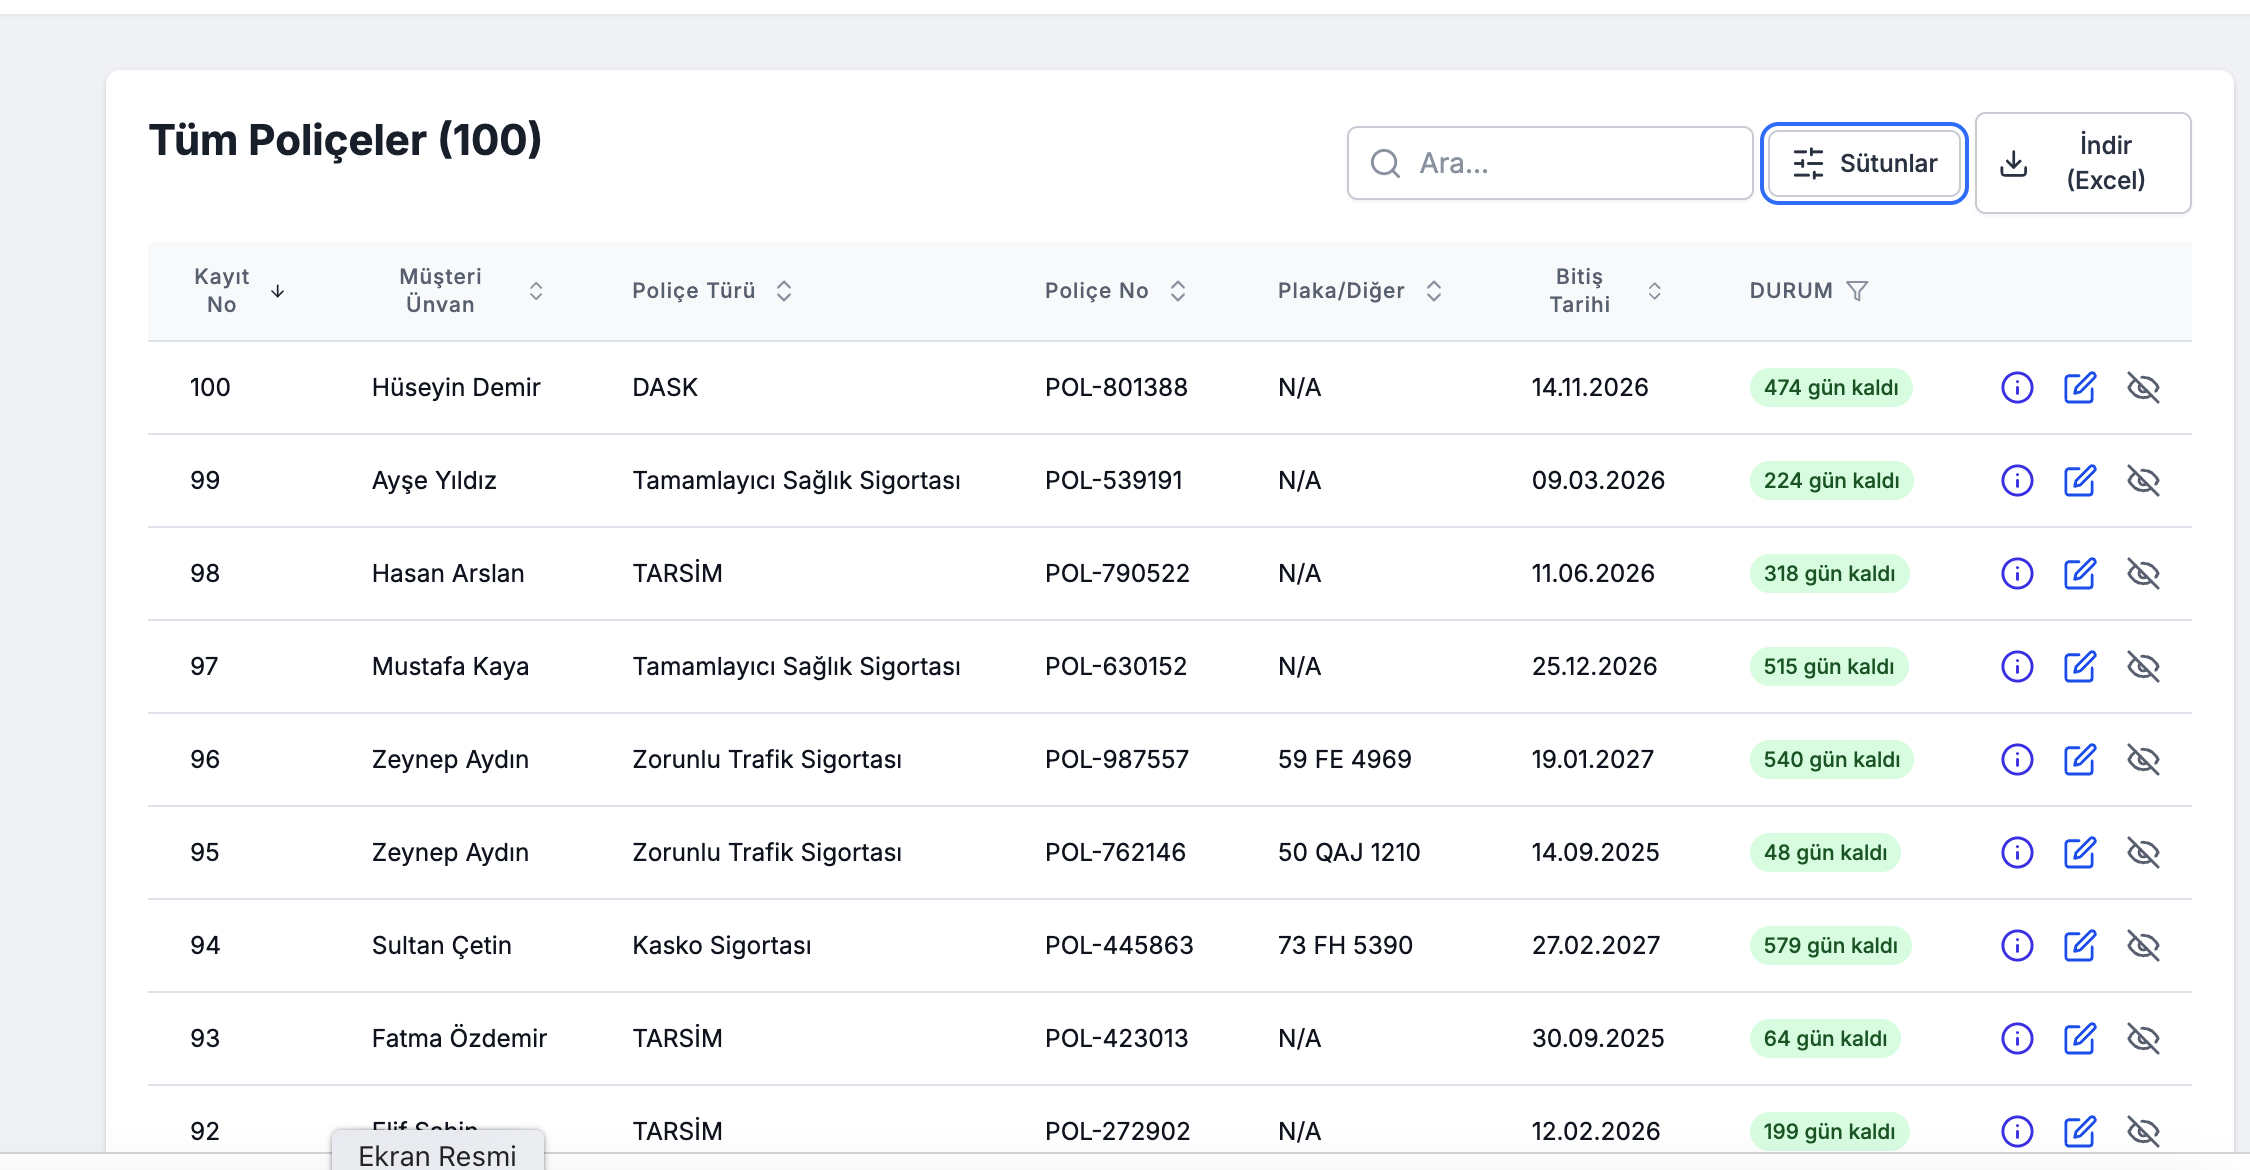 Tüm Poliçeler (100)
Ara...
Sütunlar
İndir
(Excel)
Kayıt
No
Müşteri
Ünvan
Poliçe Türü
Poliçe No
Plaka/Diğer
Bitiş
Tarihi
DURUM
100 Hüseyin Demir DASK POL-801388 N/A 14.11.2026 474 gün kaldı
99 Ayşe Yıldız Tamamlayıcı Sağlık Sigortası POL-539191 N/A 09.03.2026 224 gün kaldı
98 Hasan Arslan TARSİM POL-790522 N/A 11.06.2026 318 gün kaldı
97 Mustafa Kaya Tamamlayıcı Sağlık Sigortası POL-630152 N/A 25.12.2026 515 gün kaldı
96 Zeynep Aydın Zorunlu Trafik Sigortası POL-987557 59 FE 4969 19.01.2027 540 gün kaldı
95 Zeynep Aydın Zorunlu Trafik Sigortası POL-762146 50 QAJ 1210 14.09.2025 48 gün kaldı
94 Sultan Çetin Kasko Sigortası POL-445863 73 FH 5390 27.02.2027 579 gün kaldı
93 Fatma Özdemir TARSİM POL-423013 N/A 30.09.2025 64 gün kaldı
92 Elif TARSİM POL-272902 N/A 12.02.2026 199 gün kaldı
Ekran Resmi